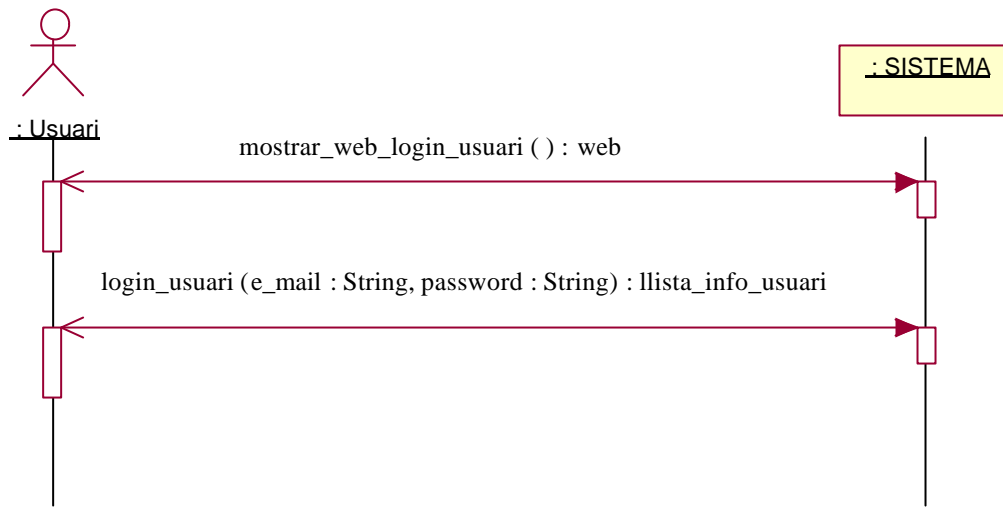 : SISTEMA
: Usuari
mostrar_web_login_usuari ( ) : web
login_usuari (e_mail : String, password : String) : llista_info_usuari